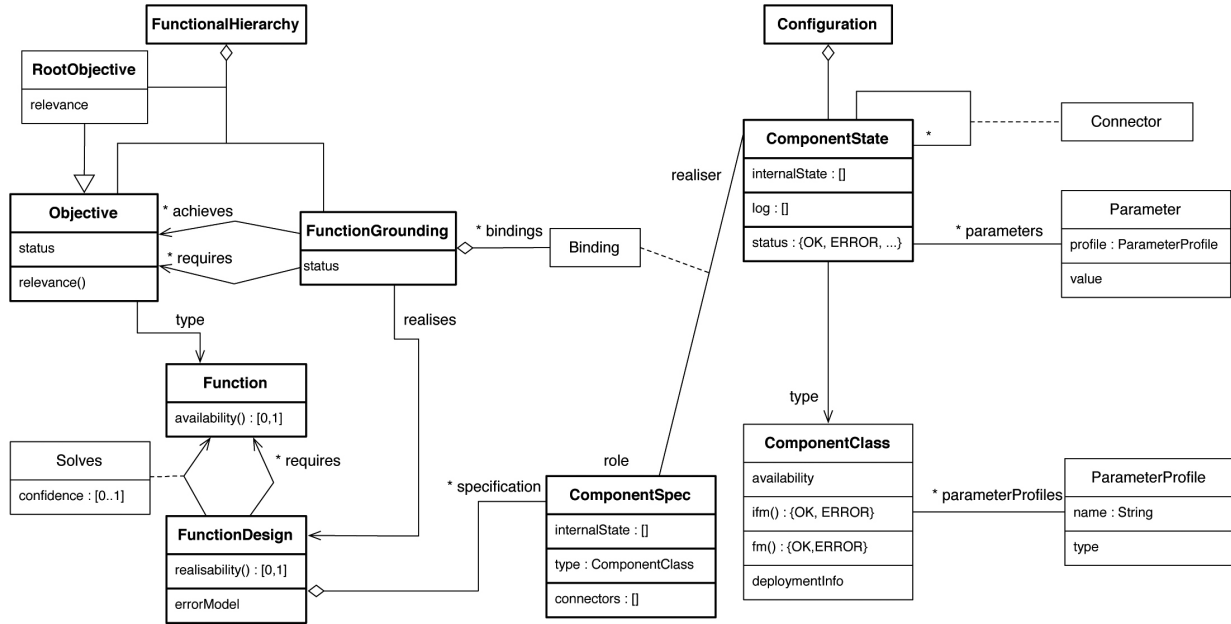 FunctionalHierarchy
Configuration
RootObjective
relevance
ComponentState
internalState : []
log : []
status : {OK, ERROR, ...}
*
Connector
realiser
Objective
status
relevance()
* achieves
* requires
FunctionGrounding
status
* bindings
Binding
* parameters
Parameter
profile : ParameterProfile
value
type
realises
Function
availability() : [0,1]
type
Solves
confidence : [0..1]
* requires
role
* specification
ComponentClass
availability
ifm() : {OK, ERROR}
fm() : {OK,ERROR}
deploymentInfo
* parameterProfiles
ParameterProfile
name : String
type
FunctionDesign
realisability() : [0,1]
errorModel
ComponentSpec
internalState : []
type : ComponentClass
connectors : []